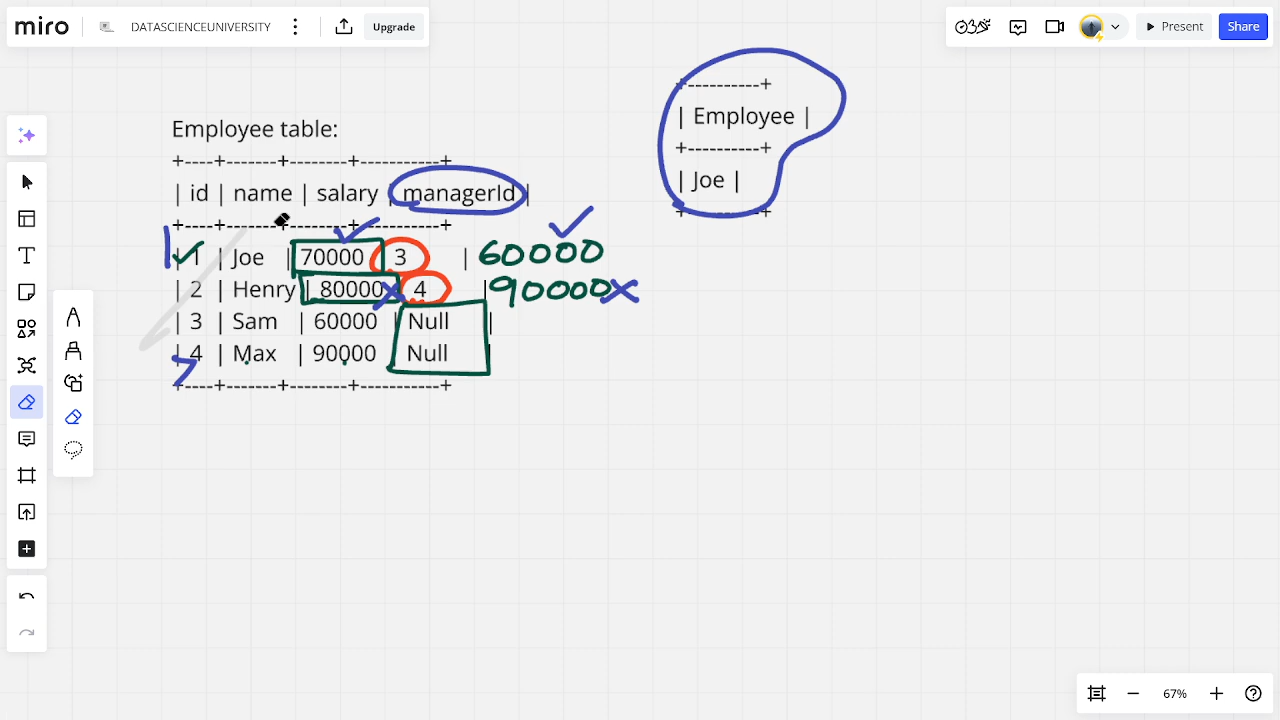 miro
DATASCIENCEUNIVERSITY
Upgrade
Present
Share
+----------+
| Employee |
+----------+
| Joe |
+----------+
Employee table:
+----+-------+--------+-----------+
| id | name | salary | managerId |
+----+-------+--------+-----------+
| 1 | Joe | 70000 | 3 | 60000
| 2 | Henry | 80000 | 4 | 90000
| 3 | Sam | 60000 | Null |
| 4 | Max | 90000 | Null |
+----+-------+--------+-----------+
67%